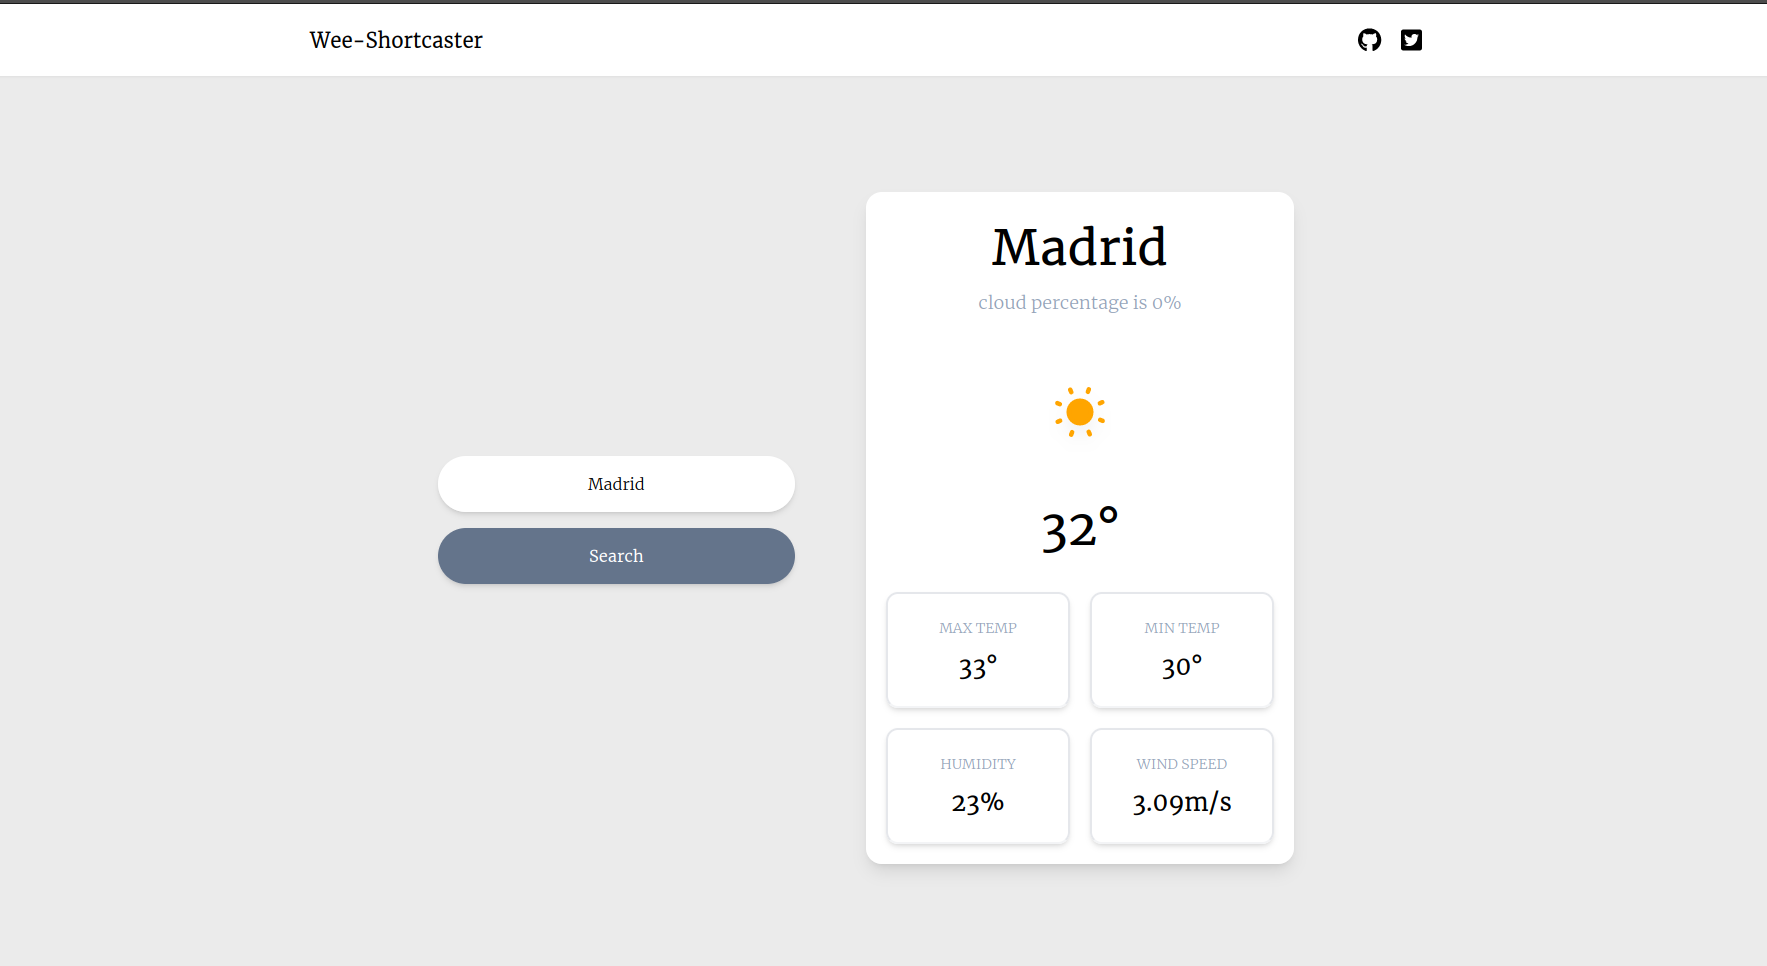 Wee-Shortcaster
Madrid
Search
Madrid
cloud percentage is 0%
32°
MAX TEMP
33°
MIN TEMP
30°
HUMIDITY
23%
WIND SPEED
3.09m/s